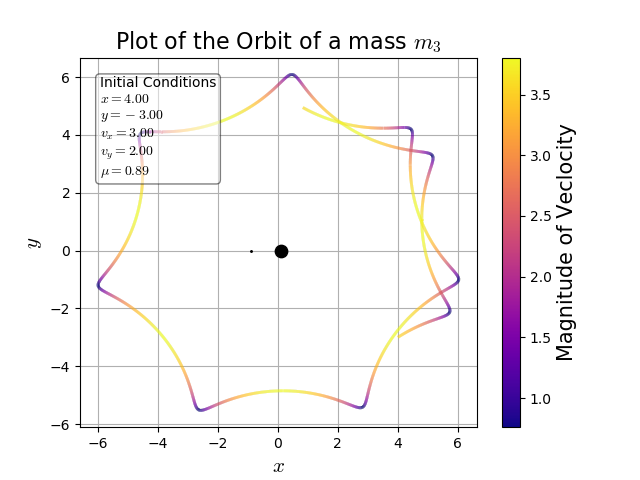 Plot of the Orbit of a mass m₃
Initial Conditions
x = 4.00
y = − 3.00
vₓ = 3.00
v_y = 2.00
μ = 0.89
6
4
2
0
−2
−4
−6
y
−6 −4 −2 0 2 4 6
x
3.5
3.0
2.5
2.0
1.5
1.0
Magnitude of Veclocity